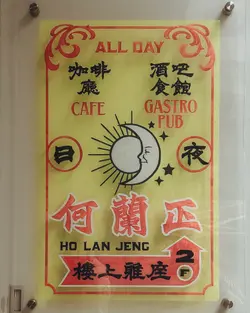 ALL DAY
咖啡廳
CAFE
酒吧食館
GASTRO PUB
日 夜
何蘭正
HO LAN JENG
2F
樓上雅座